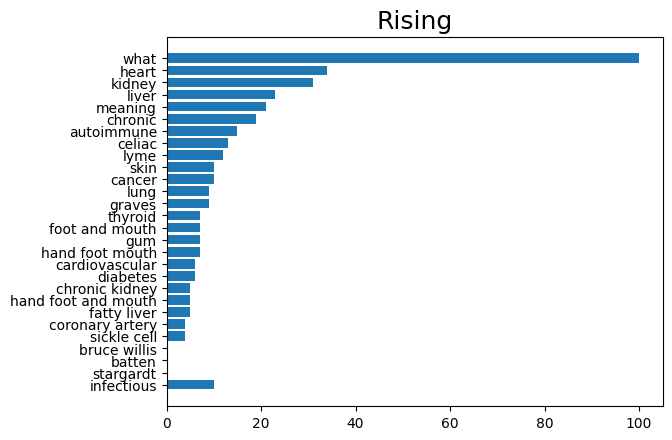 Rising
what
heart
kidney
liver
meaning
chronic
autoimmune
celiac
lyme
skin
cancer
lung
graves
thyroid
foot and mouth
gum
hand foot mouth
cardiovascular
diabetes
chronic kidney
hand foot and mouth
fatty liver
coronary artery
sickle cell
bruce willis
batten
stargardt
infectious
0 20 40 60 80 100